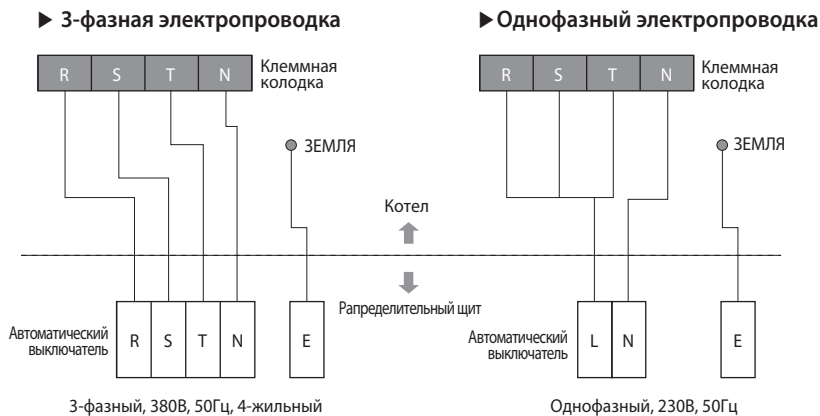 ▶ 3-фазная электропроводка
R S T N
Клеммная
колодка
ЗЕМЛЯ
Автоматический
выключатель
R S T N
E
3-фазный, 380В, 50Гц, 4-жильный
Котел
Рапределительный щит
▶ Однофазный электропроводка
R S T N
Клеммная
колодка
ЗЕМЛЯ
Автоматический
выключатель
L N
E
Однофазный, 230В, 50Гц